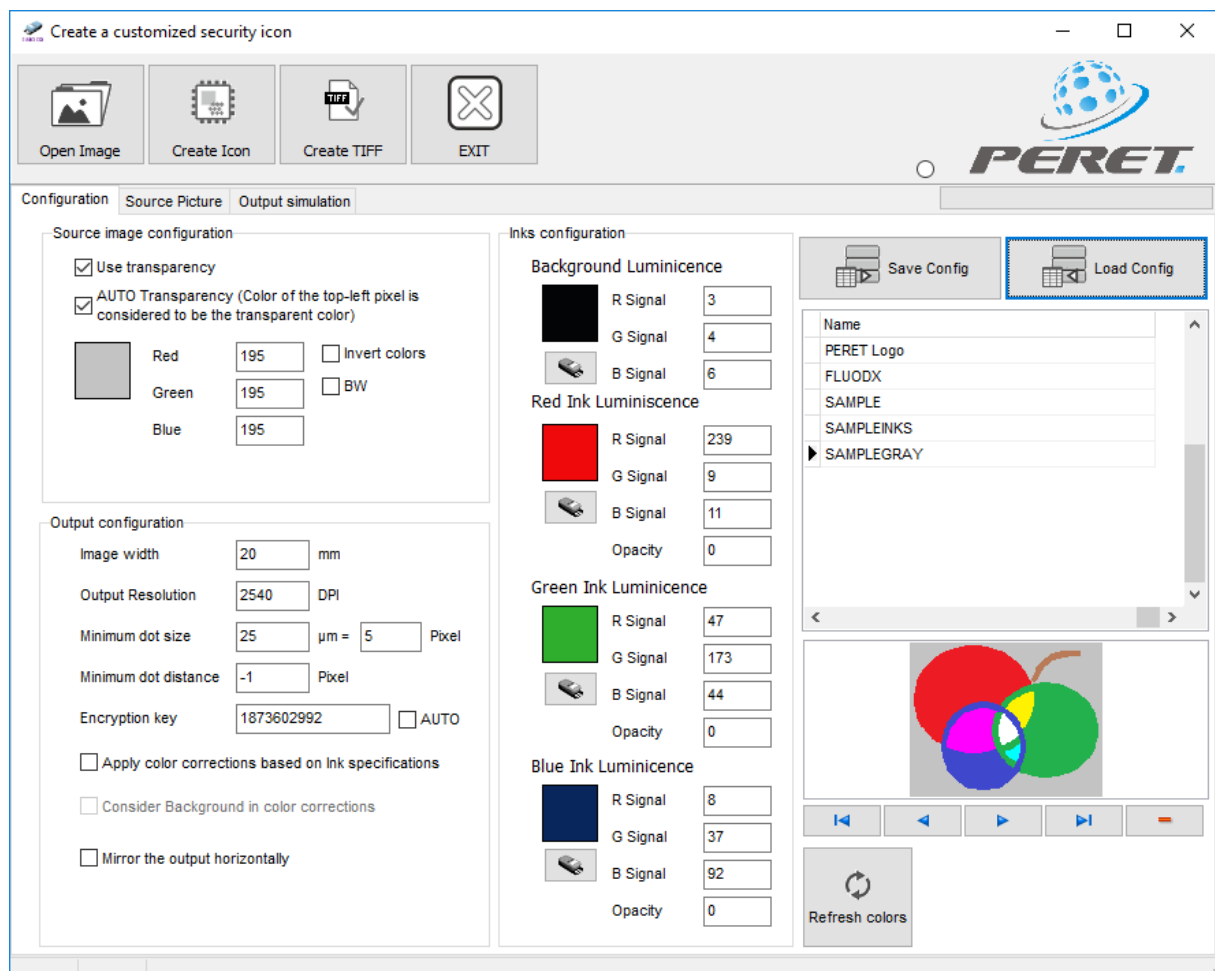 Create a customized security icon
Open Image
Create Icon
TIFF
Create TIFF
EXIT
PERET
Configuration
Source Picture
Output simulation
Source image configuration
Use transparency
AUTO Transparency (Color of the top-left pixel is
considered to be the transparent color)
Red 195 Invert colors
Green 195 BW
Blue 195
Output configuration
Image width 20 mm
Output Resolution 2540 DPI
Minimum dot size 25 µm = 5 Pixel
Minimum dot distance -1 Pixel
Encryption key 1873602992 AUTO
Apply color corrections based on Ink specifications
Consider Background in color corrections
Mirror the output horizontally
Inks configuration
Background Luminicence
R Signal 3
G Signal 4
B Signal 6
Red Ink Luminiscence
R Signal 239
G Signal 9
B Signal 11
Opacity 0
Green Ink Luminicence
R Signal 47
G Signal 173
B Signal 44
Opacity 0
Blue Ink Luminicence
R Signal 8
G Signal 37
B Signal 92
Opacity 0
Save Config
Load Config
Name
PERET Logo
FLUODX
SAMPLE
SAMPLEINKS
SAMPLEGRAY
Refresh colors